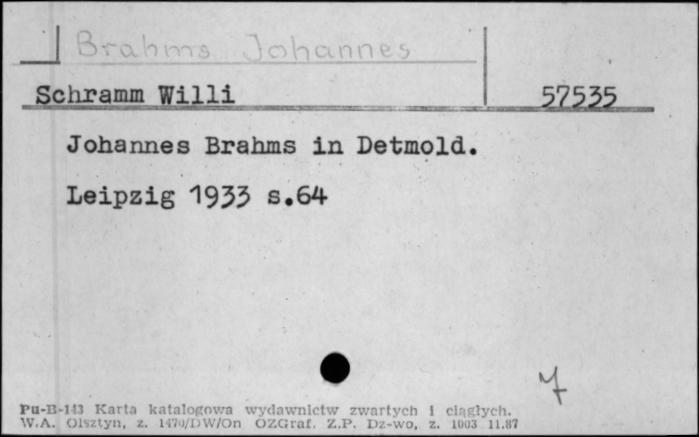 Brahms Johannes
Schramm Willi 57535
Johannes Brahms in Detmold.
Leipzig 1933 s.64
Pu-B-143 Karta katalogowa wydawnictw zwartych i ciągłych.
W.A. Olsztyn, z. 1470/DW/On OZGraf. Z.P. Dz-wo, z. 1003 11.87